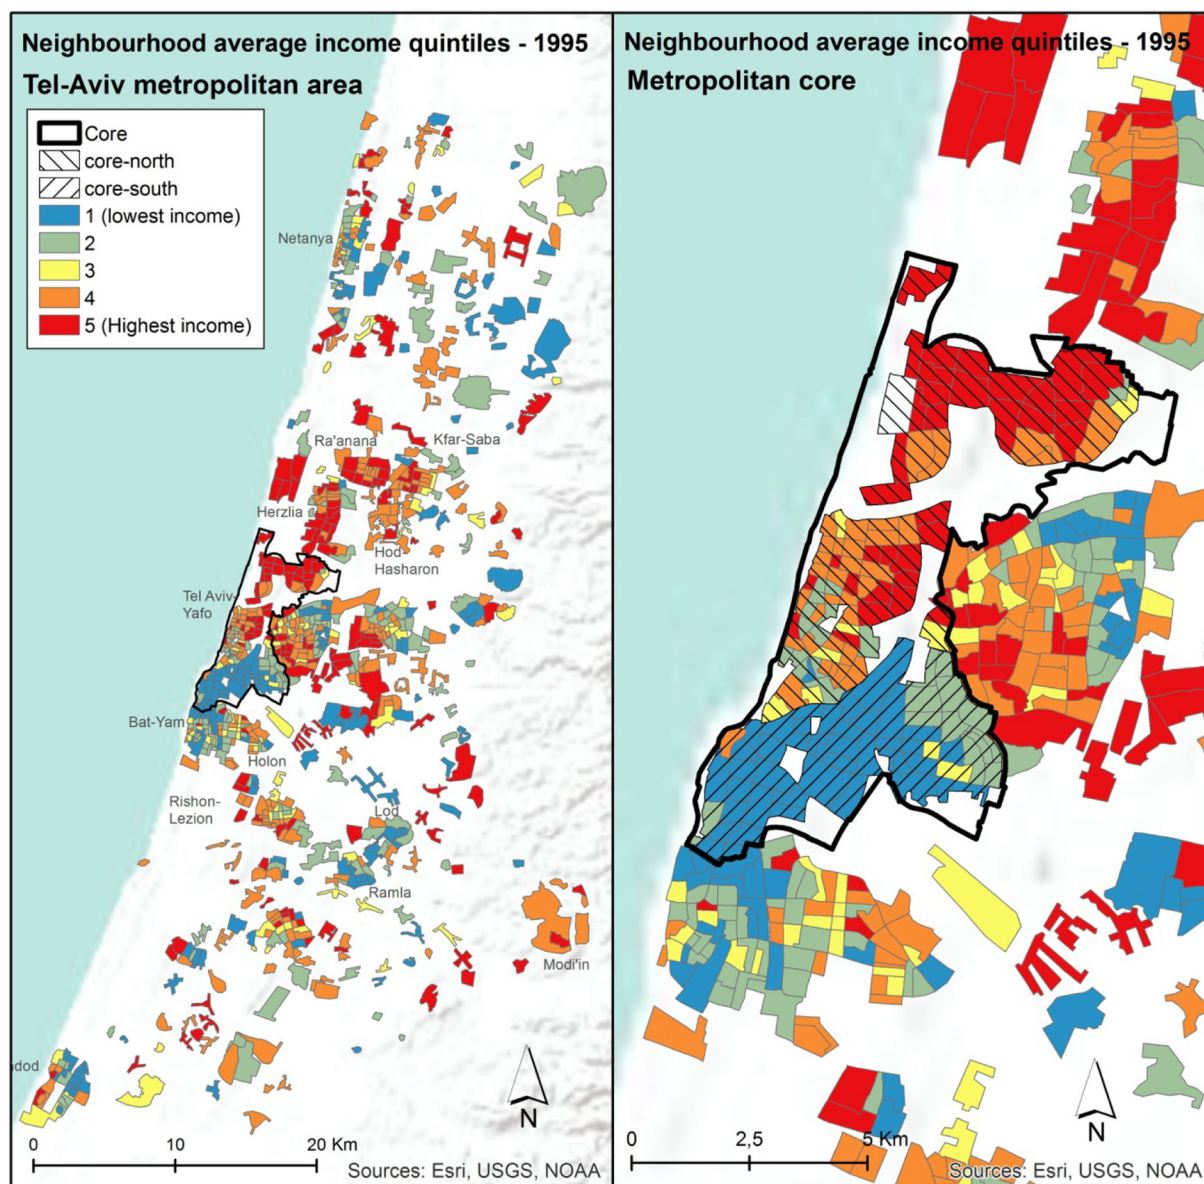 Neighbourhood average income quintiles - 1995
Tel-Aviv metropolitan area
Core
core-north
core-south
1 (lowest income)
2
3
4
5 (Highest income)
Netanya
Ra'anana
Kfar-Saba
Herzlia
Hod
Hasharon
Tel Aviv-
Yafo
Bat-Yam
Holon
Rishon-
Lezion
Lod
Ramla
Modi'in
dod
N
0 10 20 Km
Sources: Esri, USGS, NOAA
Neighbourhood average income quintiles - 1995
Metropolitan core
N
0 2,5 5 Km
Sources: Esri, USGS, NOAA